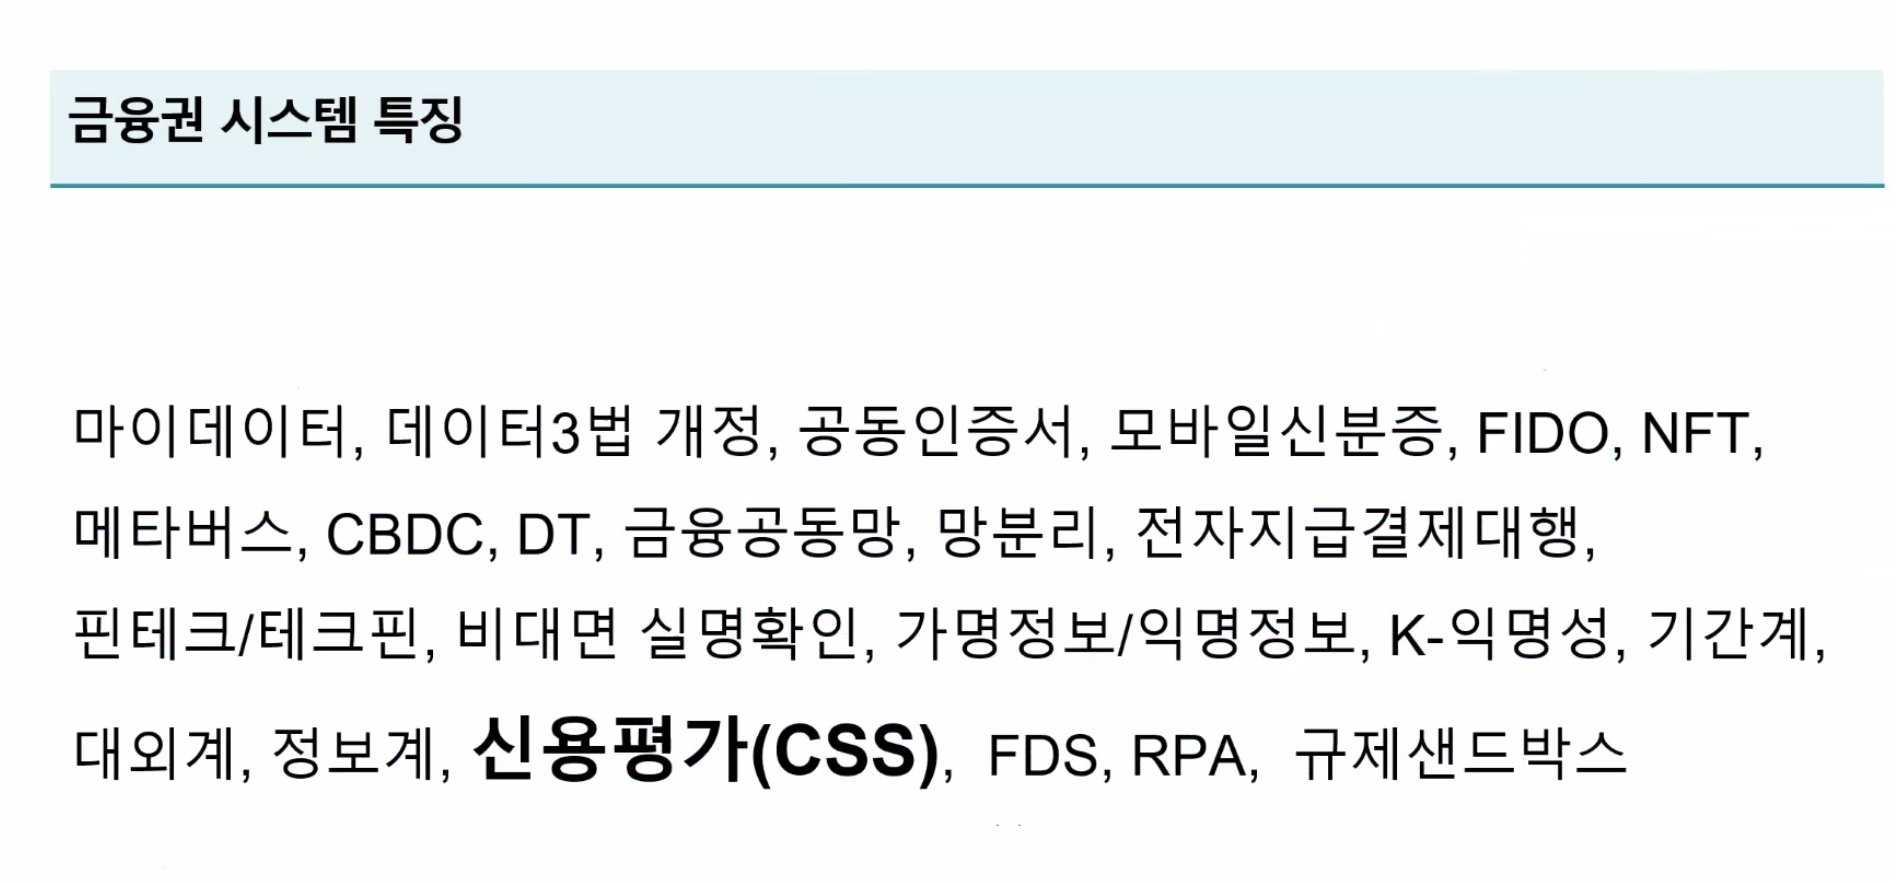 금융권 시스템 특징
마이데이터, 데이터3법 개정, 공동인증서, 모바일신분증, FIDO, NFT,
메타버스, CBDC, DT, 금융공동망, 망분리, 전자지급결제대행,
핀테크/테크핀, 비대면 실명확인, 가명정보/익명정보, K-익명성, 기간계,
대외계, 정보계, 신용평가(CSS), FDS, RPA, 규제샌드박스